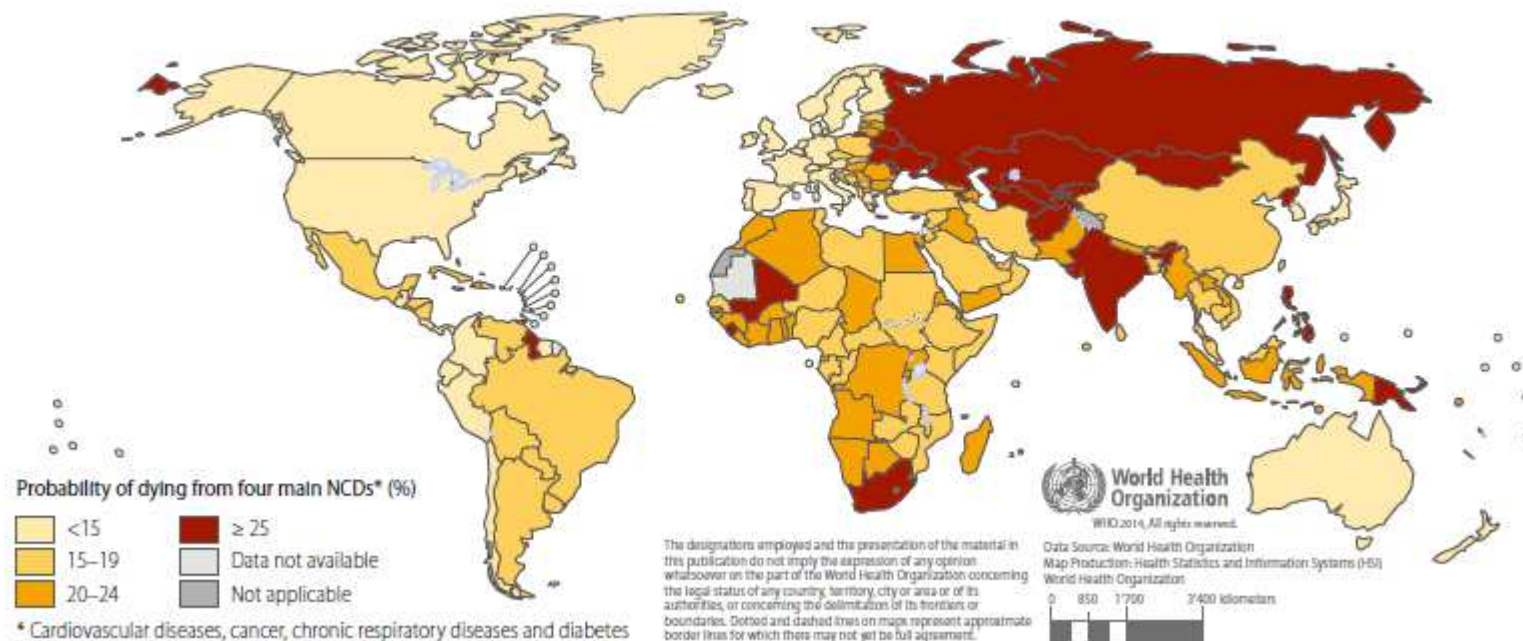 Probability of dying from four main NCDs* (%)
<15
15–19
20–24
≥ 25
Data not available
Not applicable
* Cardiovascular diseases, cancer, chronic respiratory diseases and diabetes
The designations employed and the presentation of the material in
this publication do not imply the expression of any opinion
whatsoever on the part of the World Health Organization concerning
the legal status of any country, territory, city or area or of its
authorities, or concerning the delimitation of its frontiers or
boundaries. Dotted and dashed lines on maps represent approximate
border lines for which there may not yet be full agreement.
World Health
Organization
WHO 2014, All rights reserved.
Data Source: World Health Organization
Map Production: Health Statistics and Information Systems (HSI)
World Health Organization
0 850 1'700 3'400 kilometers